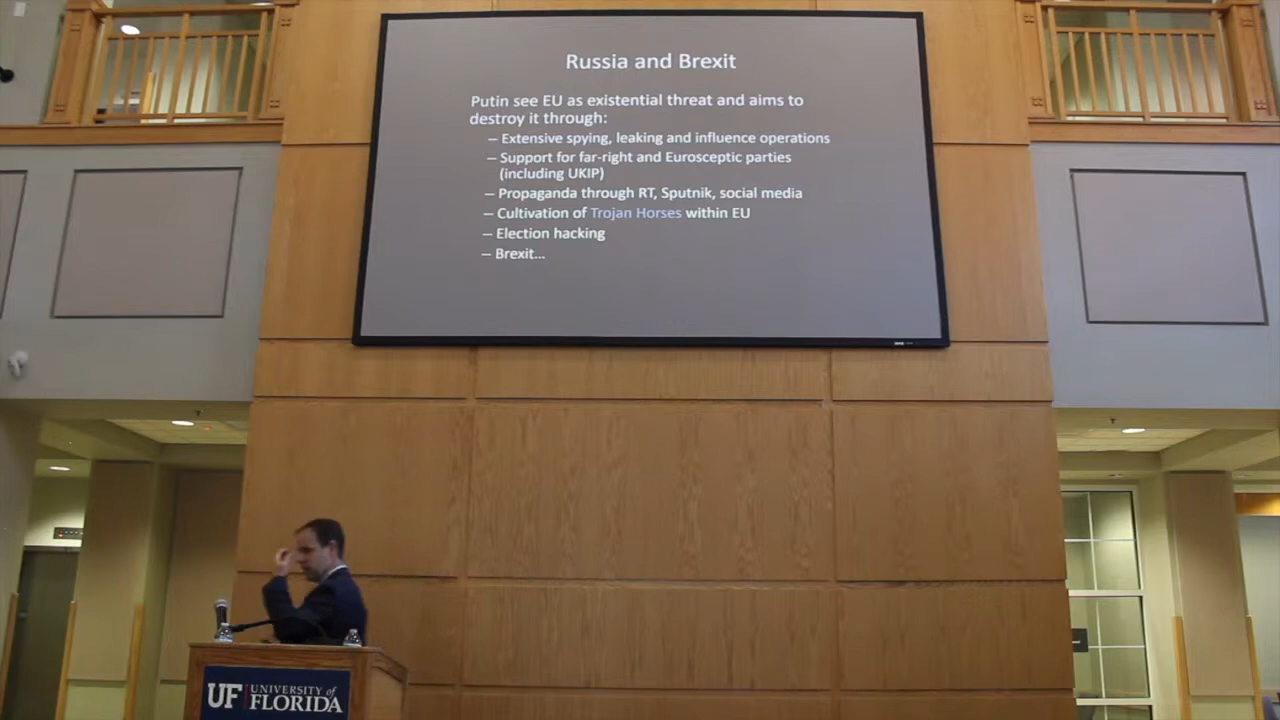 Russia and Brexit
Putin see EU as existential threat and aims to
destroy it through:
– Extensive spying, leaking and influence operations
– Support for far-right and Eurosceptic parties
(including UKIP)
– Propaganda through RT, Sputnik, social media
– Cultivation of Trojan Horses within EU
– Election hacking
– Brexit...
UF UNIVERSITY of
FLORIDA